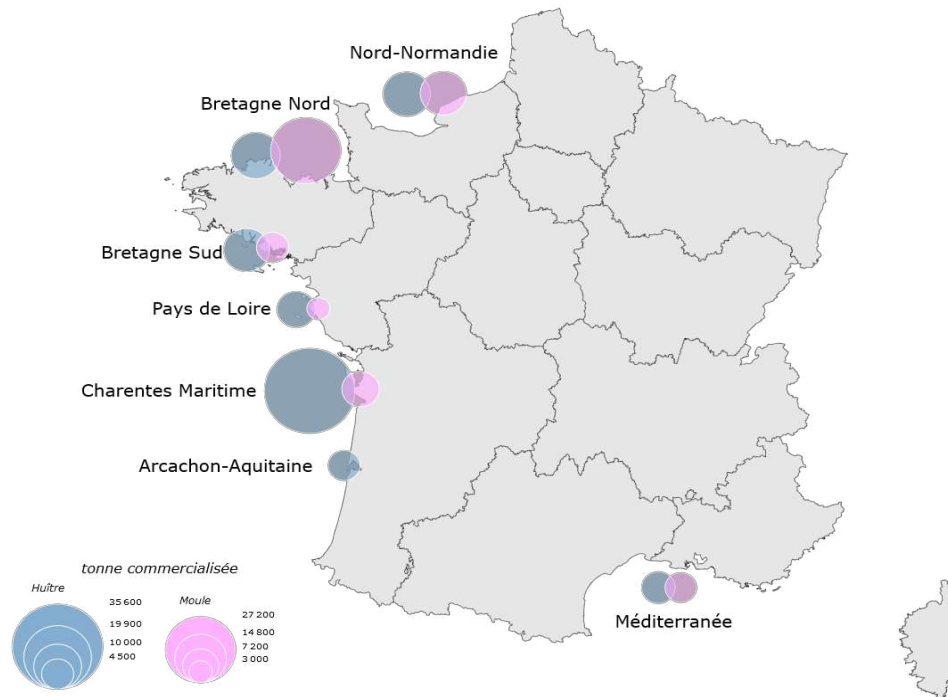 Nord-Normandie
Bretagne Nord
Bretagne Sud
Pays de Loire
Charentes Maritime
Arcachon-Aquitaine
Méditerranée
tonne commercialisée
Huître
35 600
19 900
10 000
4 500
Moule
27 200
14 800
7 200
3 000